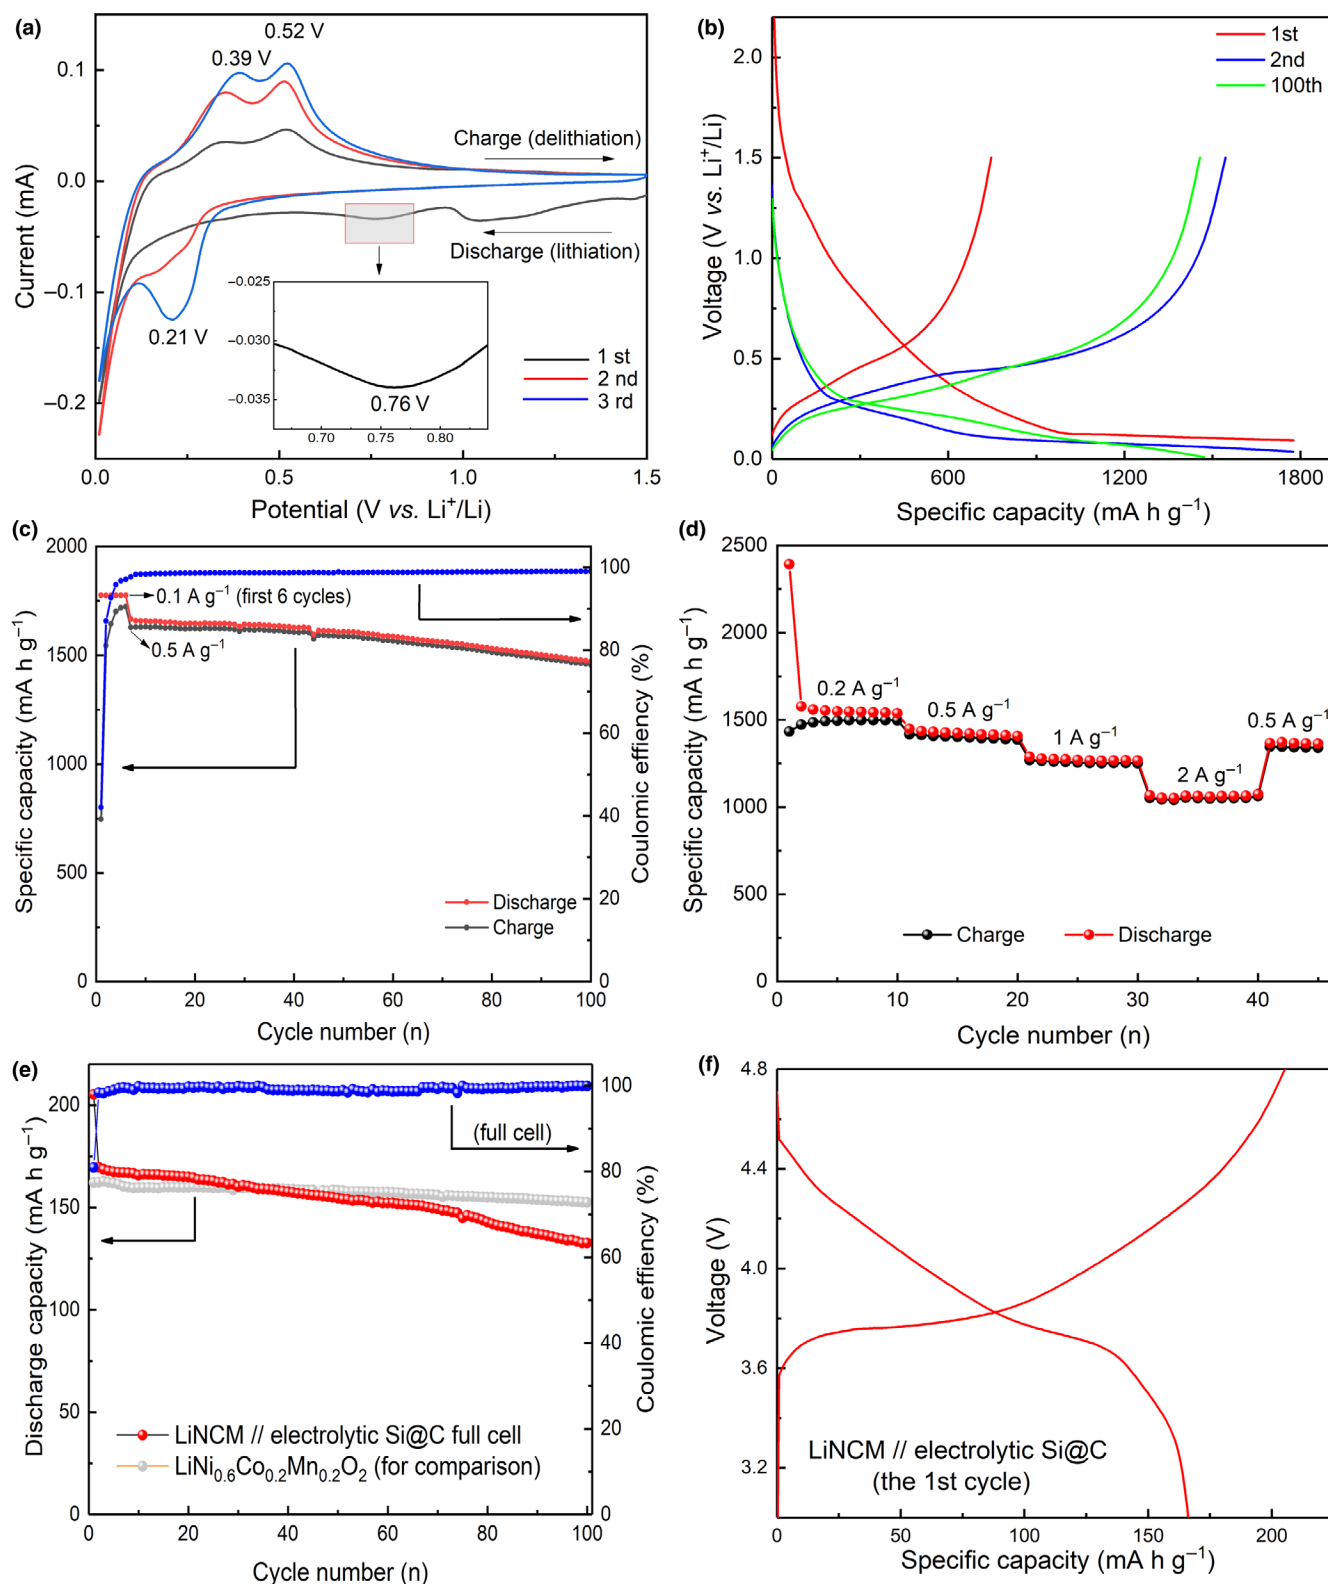 (a)
0.52 V
0.39 V
0.1
0.0
−0.1
−0.2
Current (mA)
Charge (delithiation)
Discharge (lithiation)
0.21 V
−0.025
−0.030
−0.035
0.76 V
0.70 0.75 0.80
1 st
2 nd
3 rd
0.0 0.5 1.0 1.5
Potential (V vs. Li⁺/Li)
(b)
1st
2nd
100th
2.0
1.5
1.0
0.5
0.0
Voltage (V vs. Li⁺/Li)
0 600 1200 1800
Specific capacity (mA h g⁻¹)
(c)
2000
1500
1000
500
0
Specific capacity (mA h g⁻¹)
0.1 A g⁻¹ (first 6 cycles)
0.5 A g⁻¹
Discharge
Charge
100
80
60
40
20
0
Coulomic effiency (%)
0 20 40 60 80 100
Cycle number (n)
(d)
2500
2000
1500
1000
500
0
Specific capacity (mA h g⁻¹)
0.2 A g⁻¹
0.5 A g⁻¹
1 A g⁻¹
2 A g⁻¹
0.5 A g⁻¹
Charge Discharge
0 10 20 30 40
Cycle number (n)
(e)
200
150
100
50
0
Discharge capacity (mA h g⁻¹)
(full cell)
LiNCM // electrolytic Si@C full cell
LiNi₀.₆Co₀.₂Mn₀.₂O₂ (for comparison)
100
80
60
40
20
0
Coulomic effiency (%)
0 20 40 60 80 100
Cycle number (n)
(f)
4.8
4.4
4.0
3.6
3.2
Voltage (V)
LiNCM // electrolytic Si@C
(the 1st cycle)
0 50 100 150 200
Specific capacity (mA h g⁻¹)